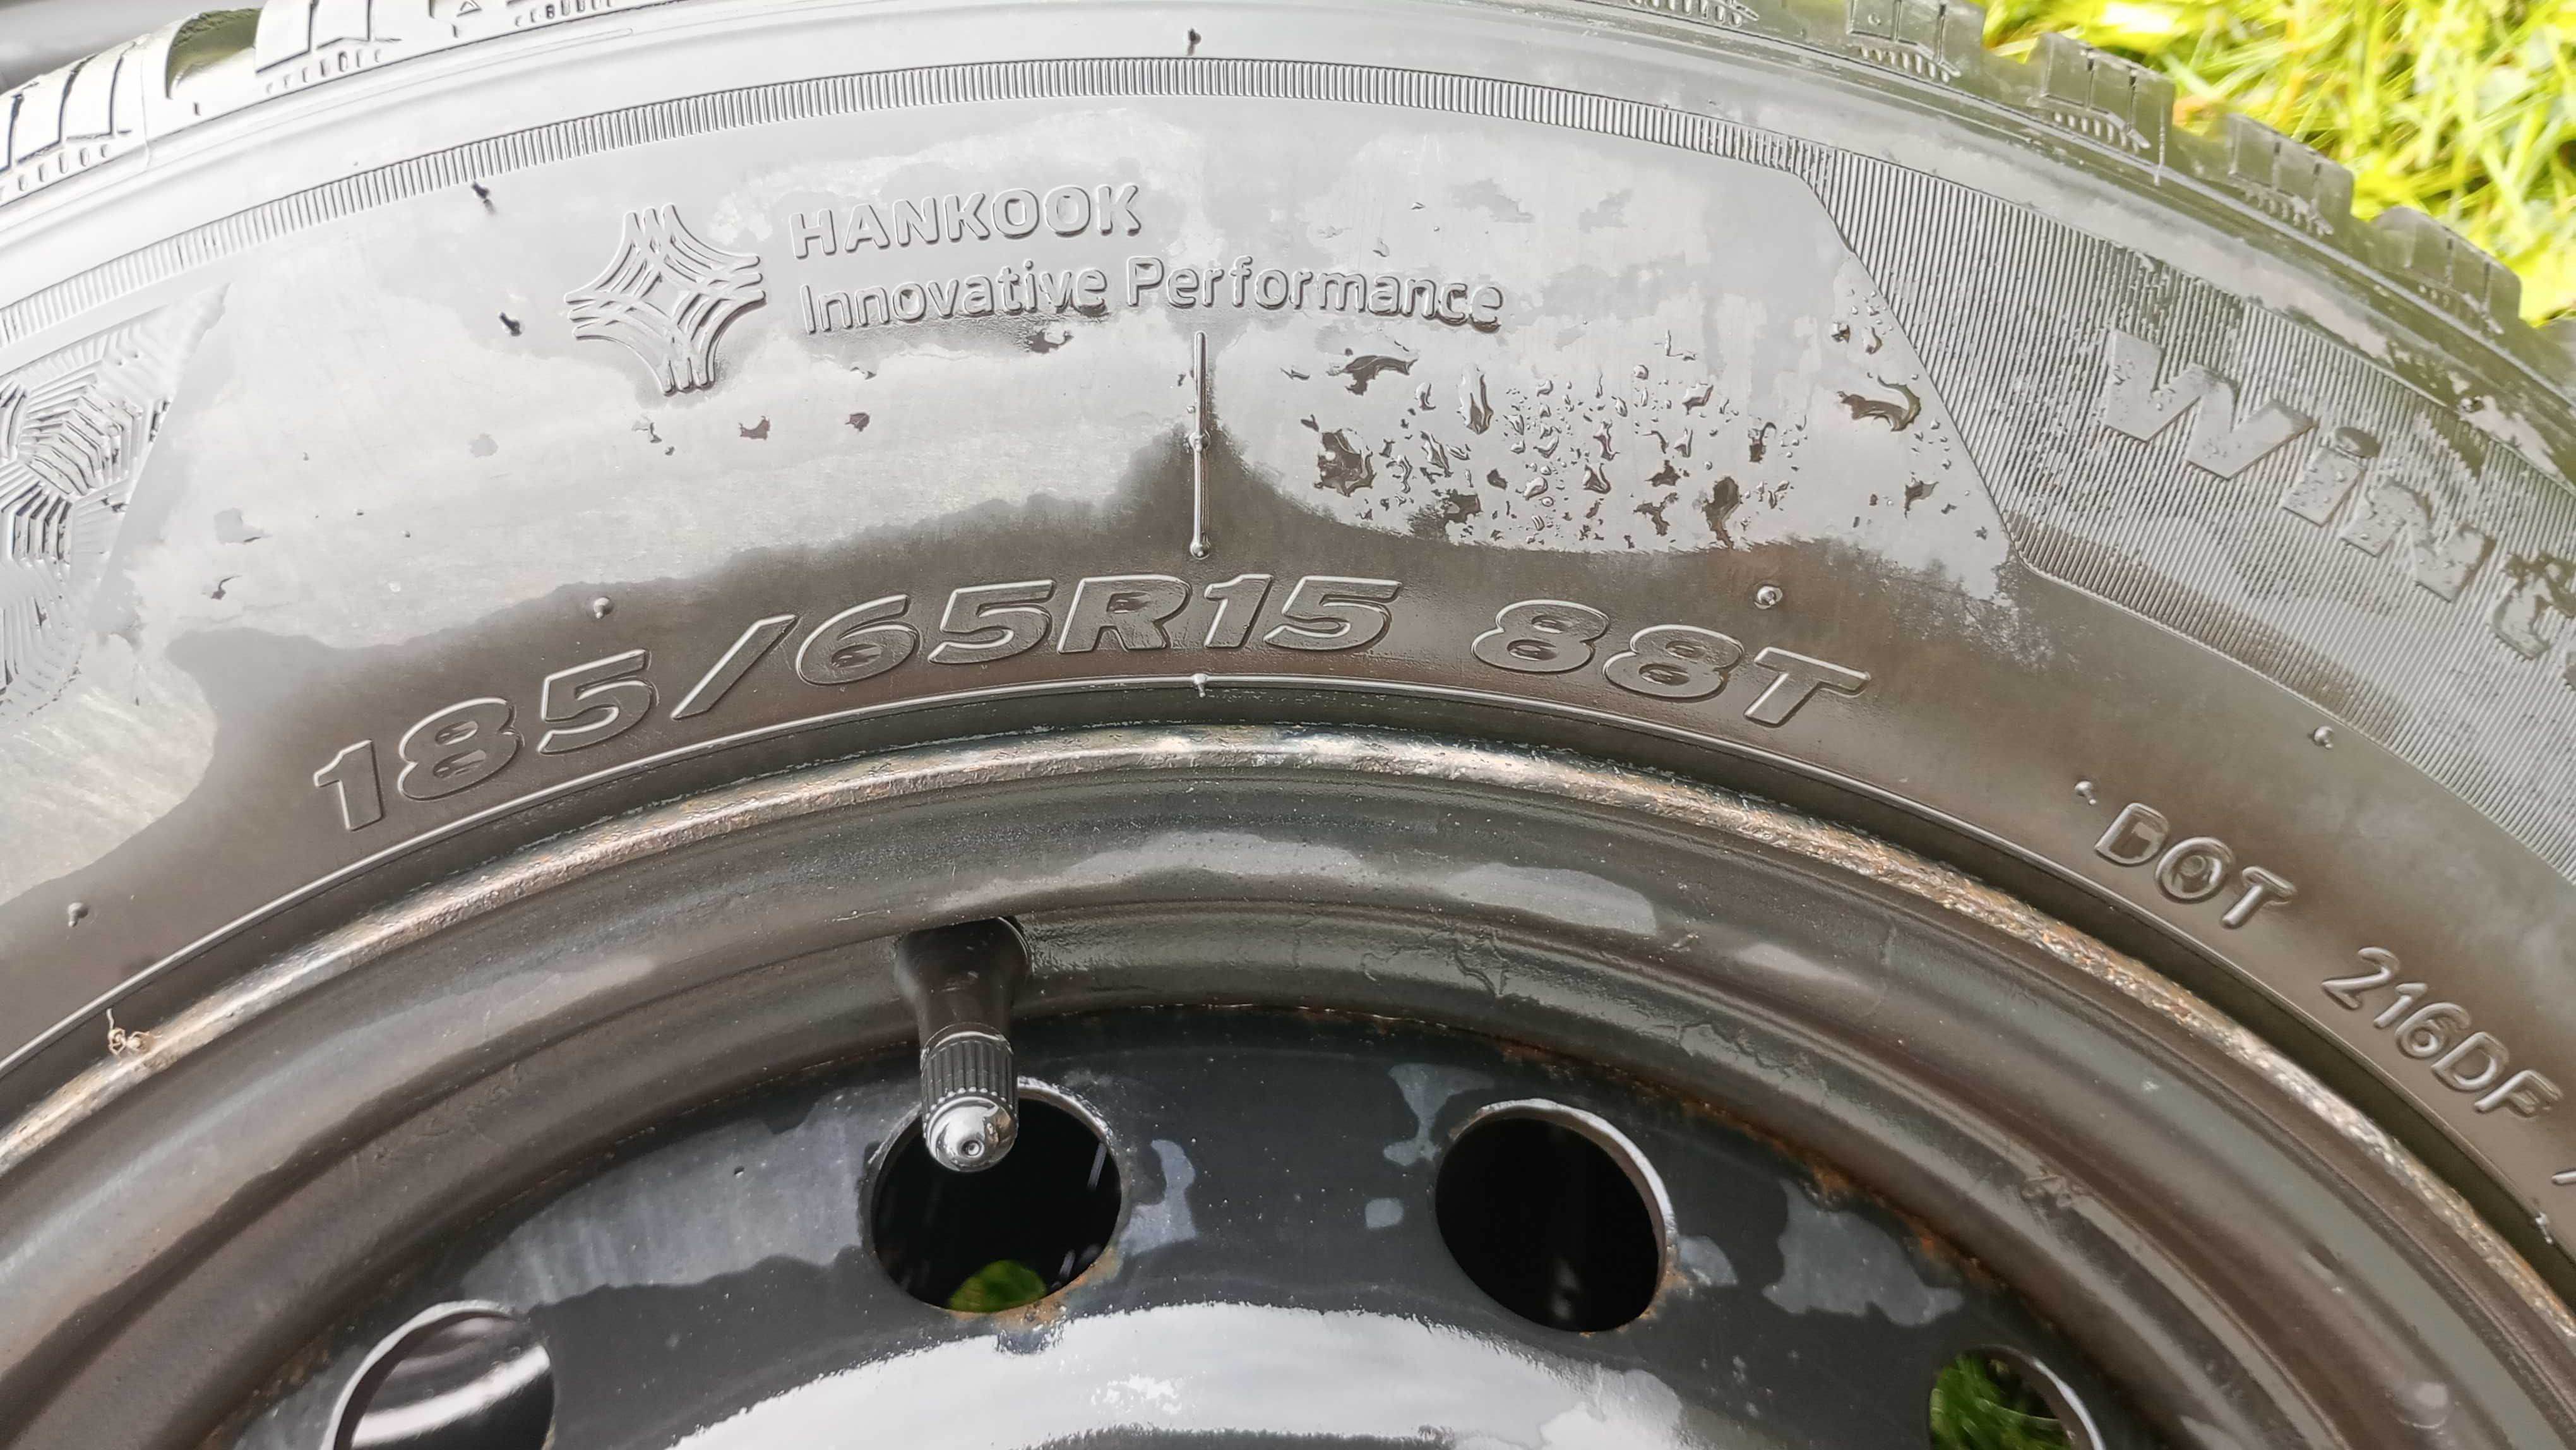 HANKOOK
Innovative Performance
185/65R15 88T
DOT 216DF